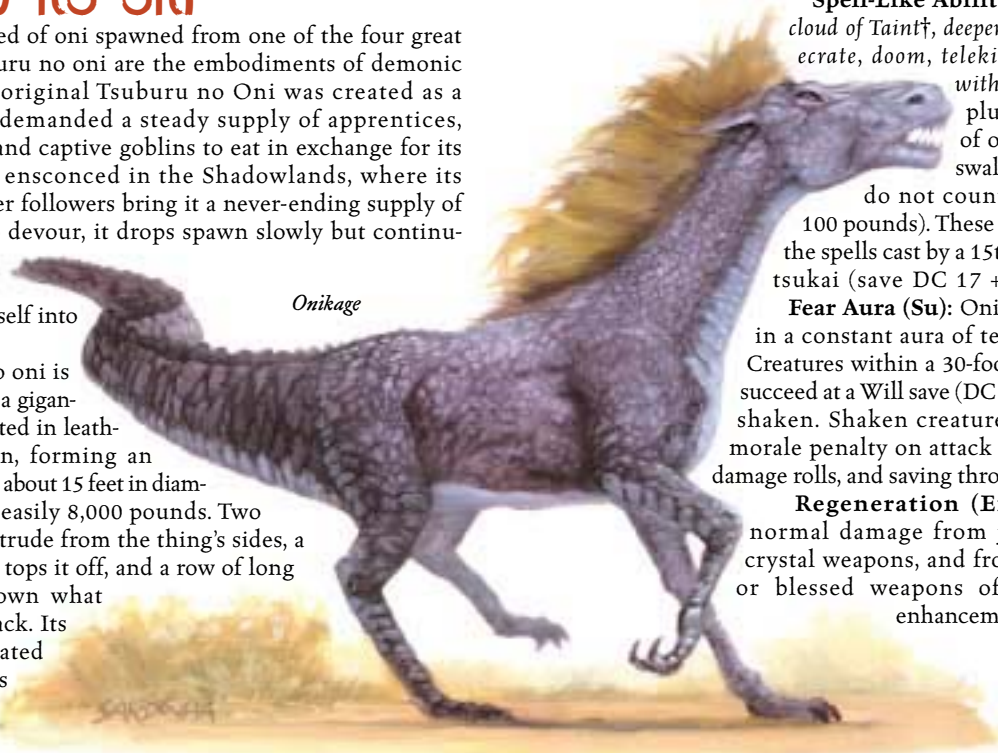 ed of oni spawned from one of the four great
uru no oni are the embodiments of demonic
original Tsuburu no Oni was created as a
demanded a steady supply of apprentices,
and captive goblins to eat in exchange for its
ensconced in the Shadowlands, where its
er followers bring it a never-ending supply of
devour, it drops spawn slowly but continu-
self into
o oni is
a gigan-
ted in leath-
n, forming an
about 15 feet in diam-
easily 8,000 pounds. Two
trude from the thing's sides, a
tops it off, and a row of long
own what
ack. Its
ated
s
Onikage
Spell-Like Abilit
cloud of Taint†, deeper
ecrate, doom, teleki
with
plu
of o
swal
do not coun
100 pounds). These
the spells cast by a 15t
tsukai (save DC 17 +
Fear Aura (Su): Oni
in a constant aura of te
Creatures within a 30-foo
succeed at a Will save (DC
shaken. Shaken creature
morale penalty on attack
damage rolls, and saving thro
Regeneration (E
normal damage from j
crystal weapons, and fro
or blessed weapons of
enhancem